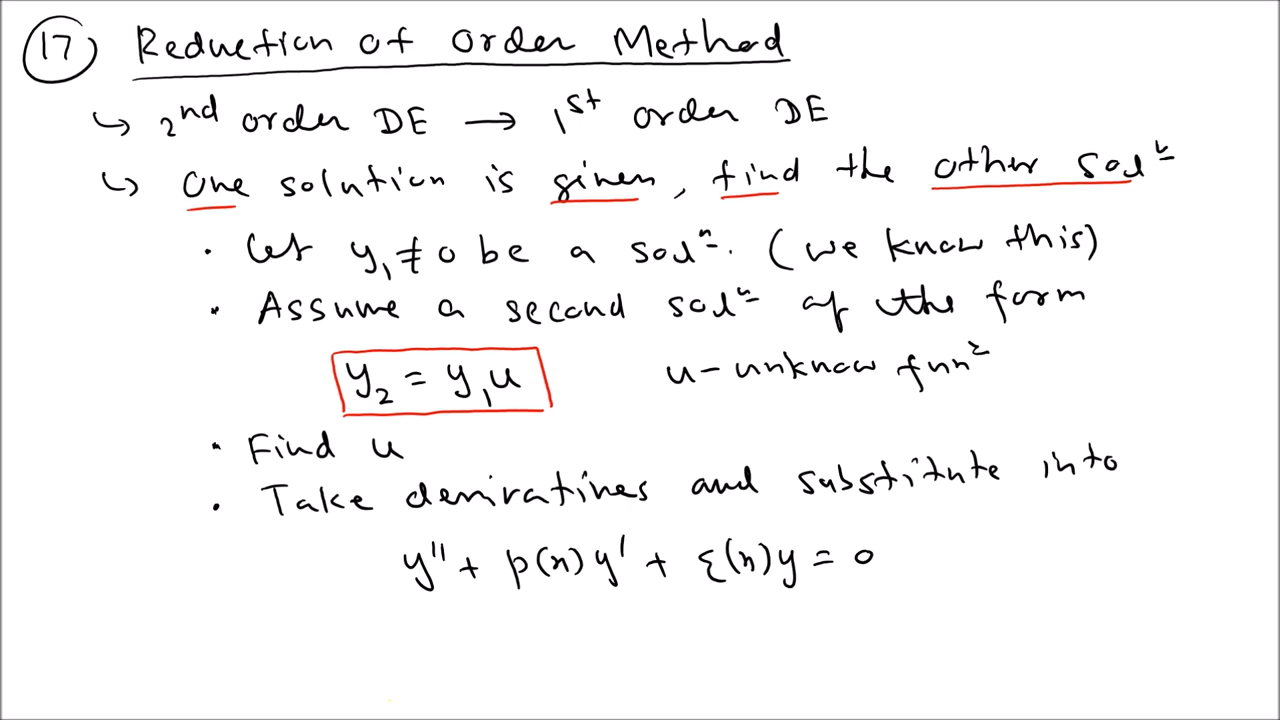 17 Reduction of Order Method
↳ 2nd order DE → 1st order DE
↳ One solution is given, find the other solⁿ
• Let y₁ ≠ 0 be a solⁿ. (we know this)
• Assume a second solⁿ of the form
y₂ = y₁u u - unknow funⁿ
• Find u
• Take derivatives and substitute into
y'' + p(x)y' + q(x)y = 0